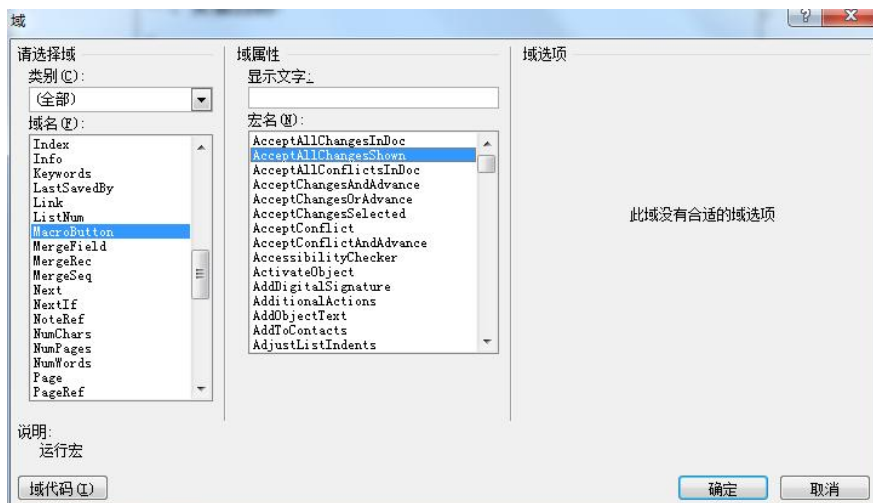 域
请选择域
类别(C):
(全部)
域名(F):
Index
Info
Keywords
LastSavedBy
Link
ListNum
MacroButton
MergeField
MergeRec
MergeSeq
Next
NextIf
NoteRef
NumChars
NumPages
NumWords
Page
PageRef
域属性
显示文字:
宏名(N):
AcceptAllChangesInDoc
AcceptAllChangesShown
AcceptAllConflictsInDoc
AcceptChangesAndAdvance
AcceptChangesOrAdvance
AcceptChangesSelected
AcceptConflict
AcceptConflictAndAdvance
AccessibilityChecker
ActivateObject
AddDigitalSignature
AdditionalActions
AddObjectText
AddToContacts
AdjustListIndents
域选项
此域没有合适的域选项
说明:
运行宏
域代码(I)
确定
取消